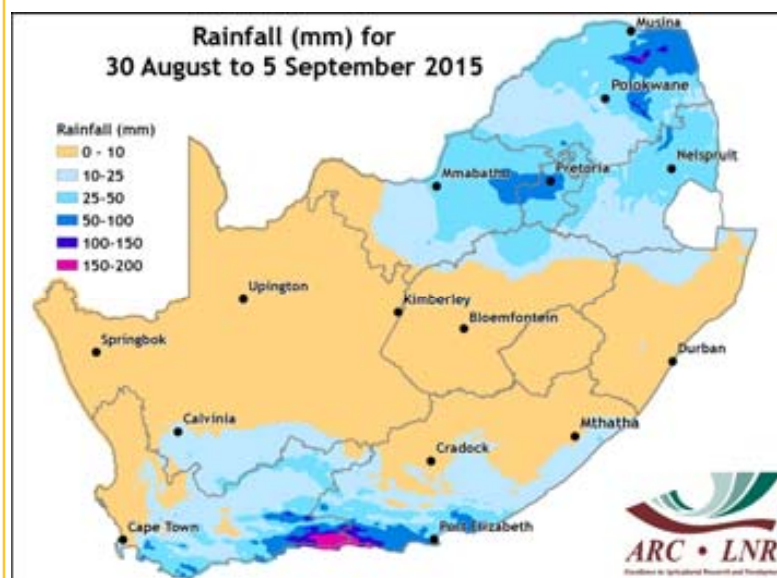 Rainfall (mm) for
30 August to 5 September 2015
Musina
Polokwane
Rainfall (mm)
0 - 10
10-25
25-50
50-100
100-150
150-200
Mmabatho
Pretoria
Nelspruit
Upington
Kimberley
Bloemfontein
Springbok
Durban
Calvinia
Mthatha
Cradock
Cape Town
Port Elizabeth
ARC • LNR